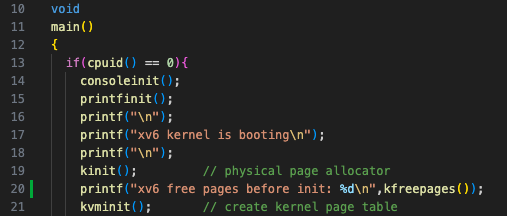 10 void
11 main()
12 {
13   if(cpuid() == 0){
14     consoleinit();
15     printfinit();
16     printf("\n");
17     printf("xv6 kernel is booting\n");
18     printf("\n");
19     kinit();         // physical page allocator
20     printf("xv6 free pages before init: %d\n",kfreepages());
21     kvminit();       // create kernel page table